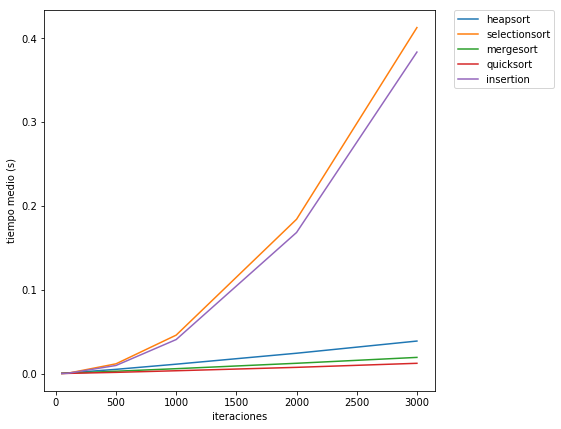 heapsort
selectionsort
mergesort
quicksort
insertion
tiempo medio (s)
0.4
0.3
0.2
0.1
0.0
0 500 1000 1500 2000 2500 3000
iteraciones